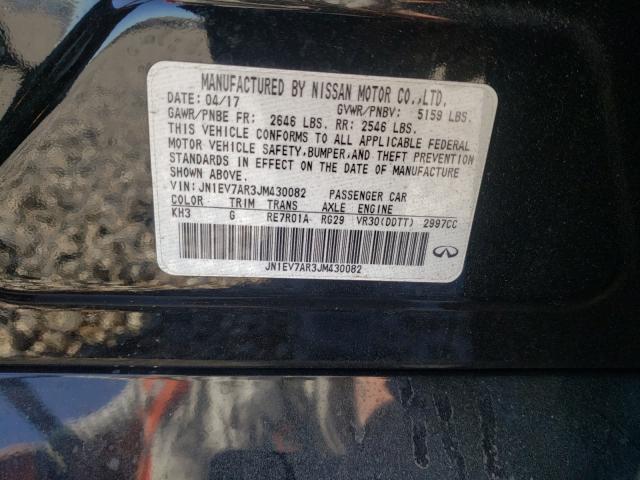 MANUFACTURED BY NISSAN MOTOR CO.,LTD.
DATE: 04/17 GVWR/PNBV: 5159 LBS.
GAWR/PNBE FR: 2646 LBS. RR: 2546 LBS.
THIS VEHICLE CONFORMS TO ALL APPLICABLE FEDERAL
MOTOR VEHICLE SAFETY,BUMPER,AND THEFT PREVENTION
STANDARDS IN EFFECT ON THE DATE OF MANUFACTURE
SHOWN ABOVE.
VIN: JN1EV7AR3JM430082 PASSENGER CAR
COLOR TRIM TRANS AXLE ENGINE
KH3 G RE7R01A RG29 VR30(DDTT) 2997CC
JN1EV7AR3JM430082